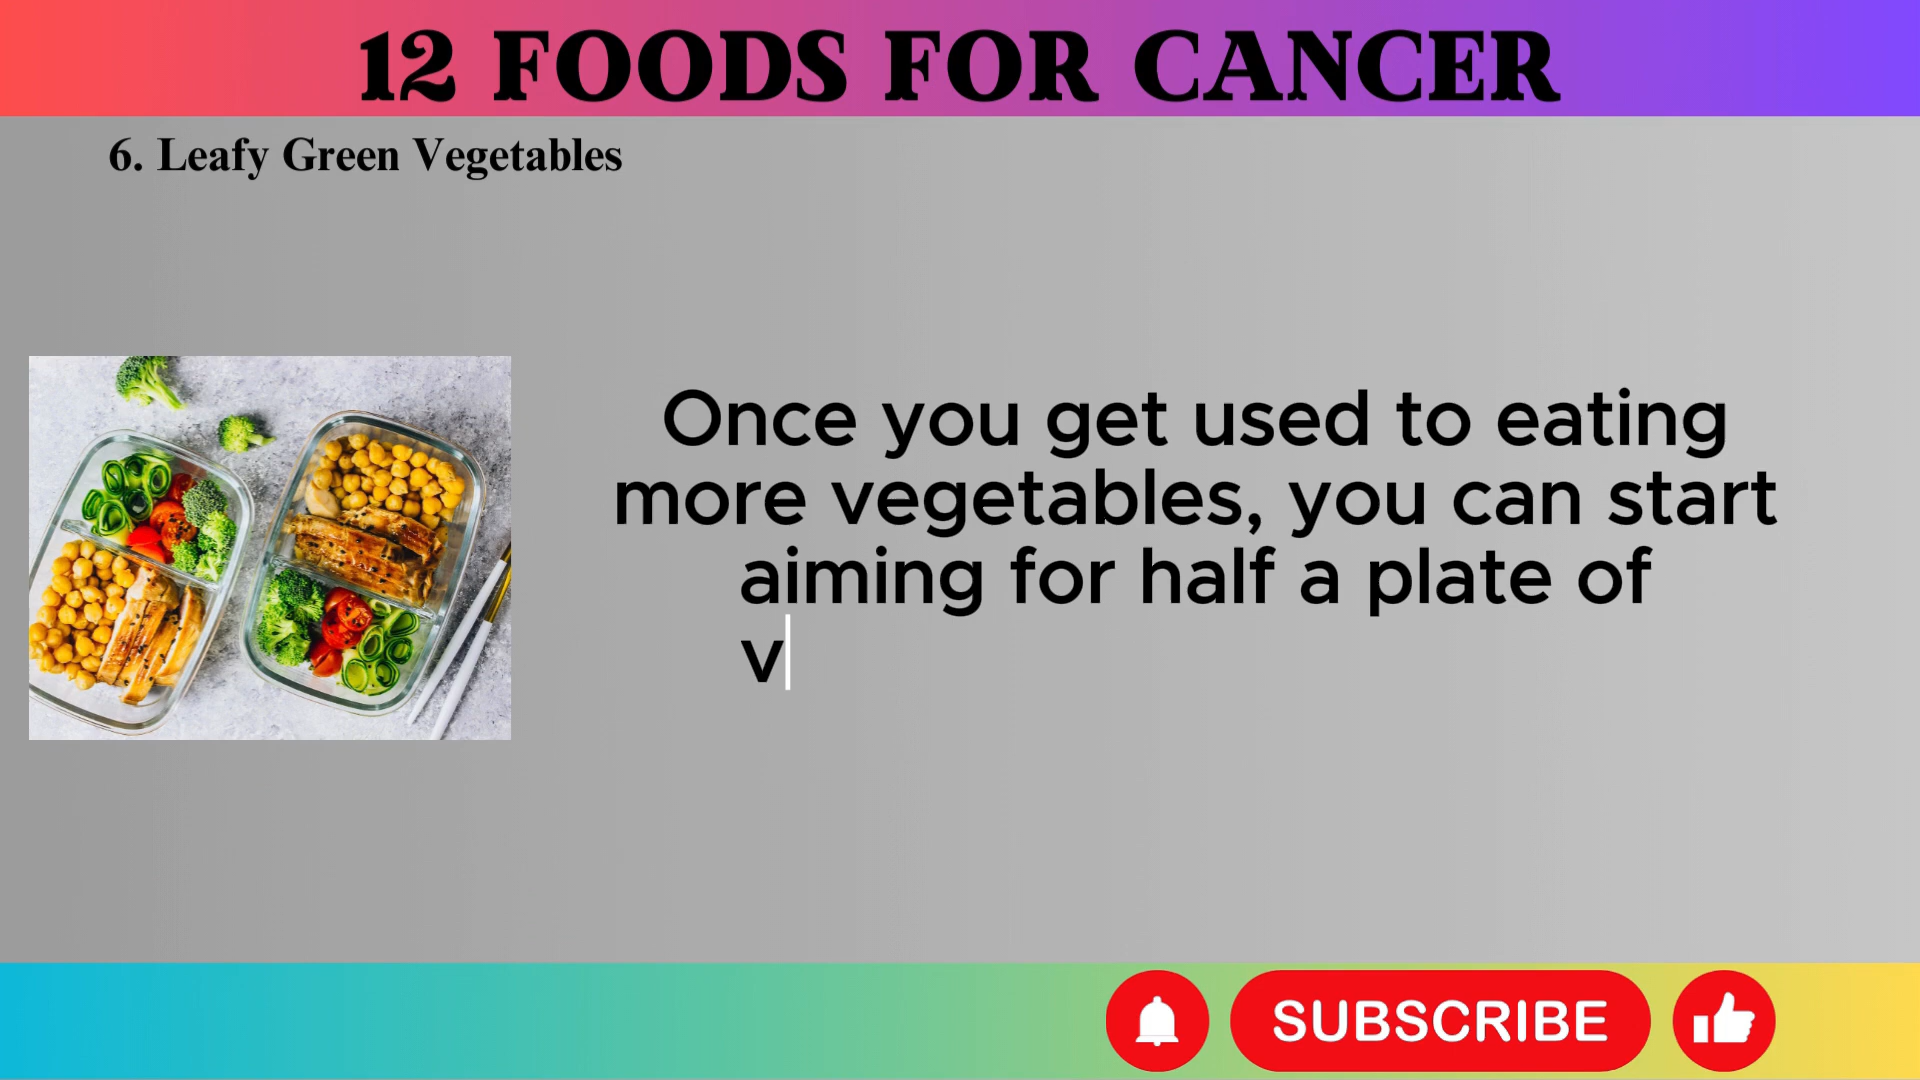 12 FOODS FOR CANCER
6. Leafy Green Vegetables
Once you get used to eating
more vegetables, you can start
aiming for half a plate of
v
SUBSCRIBE